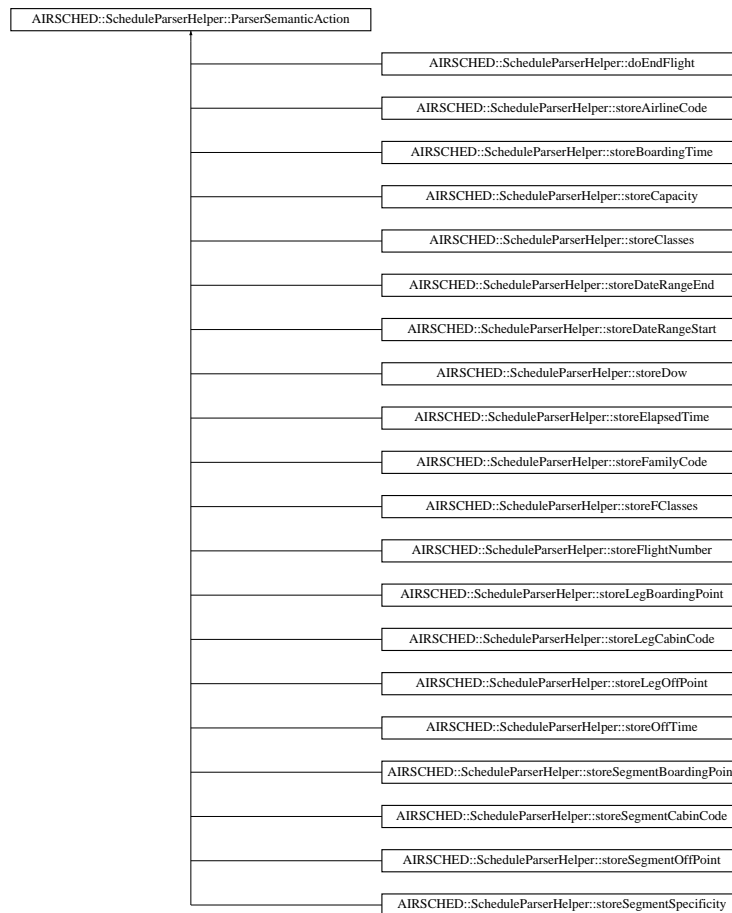 AIRSCHED::ScheduleParserHelper::ParserSemanticAction
AIRSCHED::ScheduleParserHelper::doEndFlight
AIRSCHED::ScheduleParserHelper::storeAirlineCode
AIRSCHED::ScheduleParserHelper::storeBoardingTime
AIRSCHED::ScheduleParserHelper::storeCapacity
AIRSCHED::ScheduleParserHelper::storeClasses
AIRSCHED::ScheduleParserHelper::storeDateRangeEnd
AIRSCHED::ScheduleParserHelper::storeDateRangeStart
AIRSCHED::ScheduleParserHelper::storeDow
AIRSCHED::ScheduleParserHelper::storeElapsedTime
AIRSCHED::ScheduleParserHelper::storeFamilyCode
AIRSCHED::ScheduleParserHelper::storeFClasses
AIRSCHED::ScheduleParserHelper::storeFlightNumber
AIRSCHED::ScheduleParserHelper::storeLegBoardingPoint
AIRSCHED::ScheduleParserHelper::storeLegCabinCode
AIRSCHED::ScheduleParserHelper::storeLegOffPoint
AIRSCHED::ScheduleParserHelper::storeOffTime
AIRSCHED::ScheduleParserHelper::storeSegmentBoardingPoint
AIRSCHED::ScheduleParserHelper::storeSegmentCabinCode
AIRSCHED::ScheduleParserHelper::storeSegmentOffPoint
AIRSCHED::ScheduleParserHelper::storeSegmentSpecificity